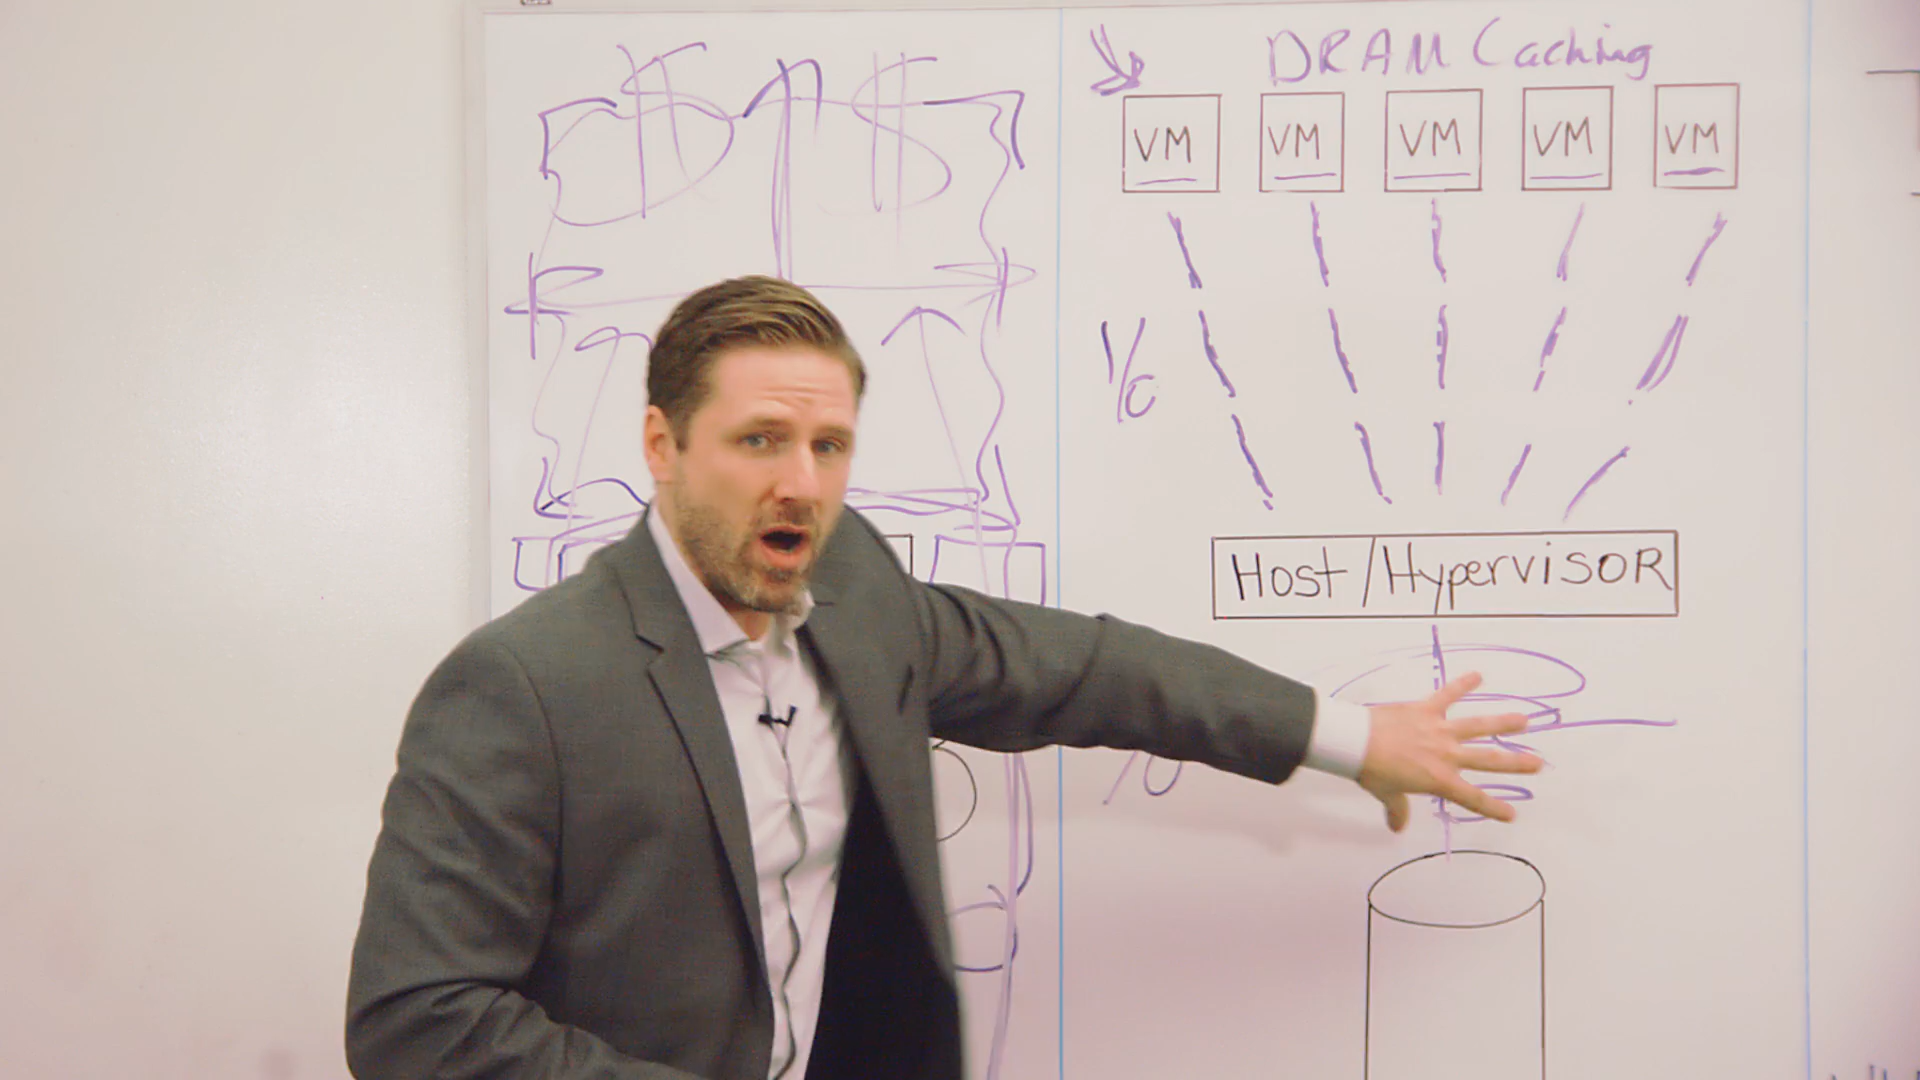 $ $
DRAM Caching
VM VM VM VM VM
I/O
Host/HypervisOR